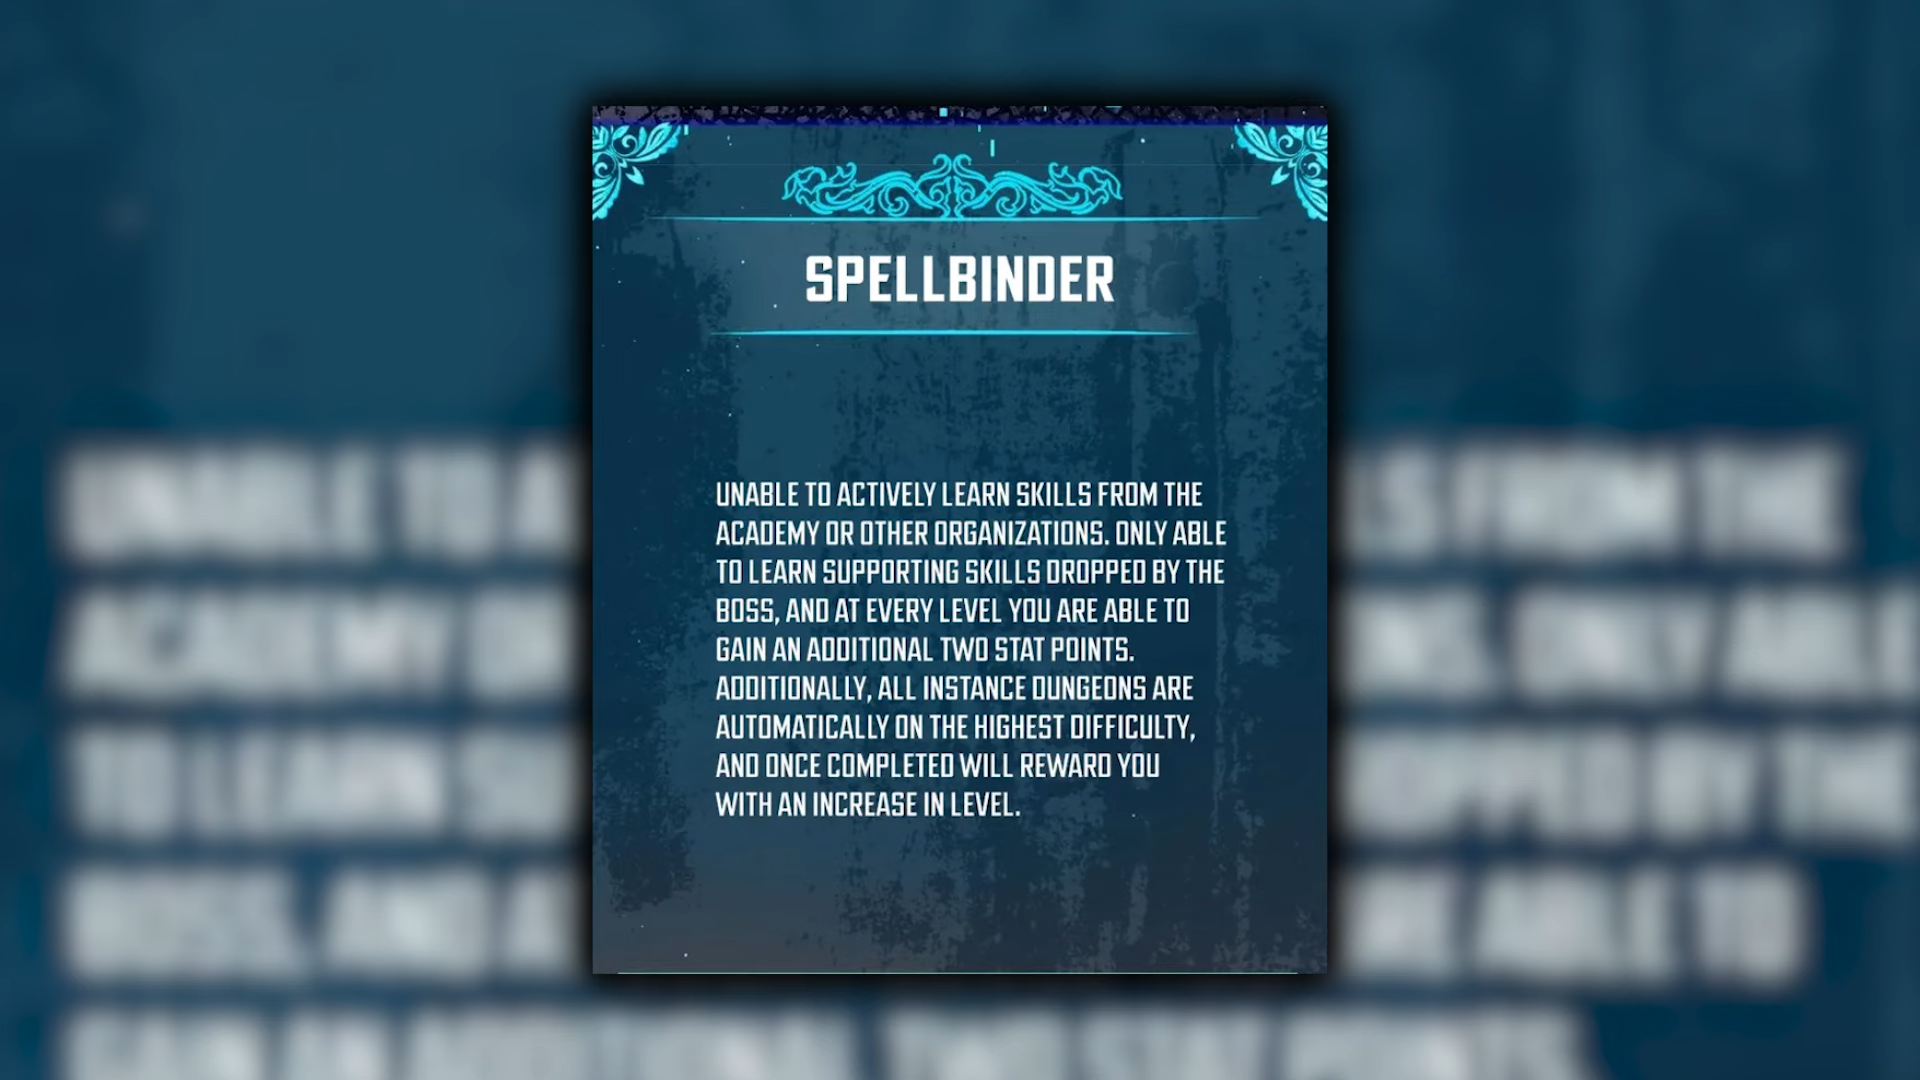 SPELLBINDER
UNABLE TO ACTIVELY LEARN SKILLS FROM THE
ACADEMY OR OTHER ORGANIZATIONS. ONLY ABLE
TO LEARN SUPPORTING SKILLS DROPPED BY THE
BOSS, AND AT EVERY LEVEL YOU ARE ABLE TO
GAIN AN ADDITIONAL TWO STAT POINTS.
ADDITIONALLY, ALL INSTANCE DUNGEONS ARE
AUTOMATICALLY ON THE HIGHEST DIFFICULTY,
AND ONCE COMPLETED WILL REWARD YOU
WITH AN INCREASE IN LEVEL.